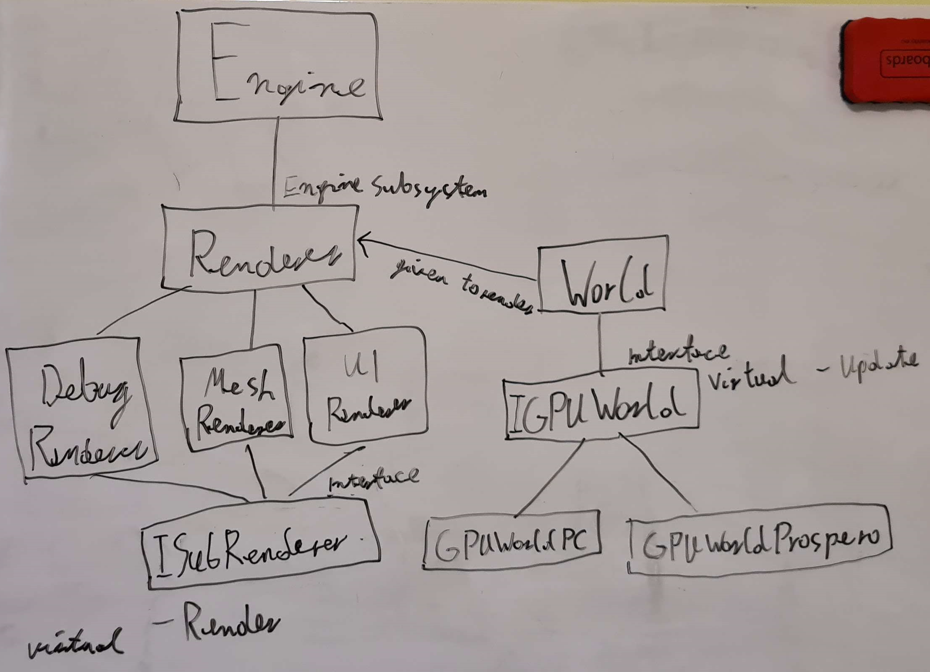 Engine
Engine Subsystem
Renderer
given to render
World
Interface
virtual - Update
Debug
Renderer
Mesh
Renderer
UI
Renderer
IGPUWorld
Interface
ISubRenderer
GPUWorldPC
GPUWorldProspero
virtual - Render
boards